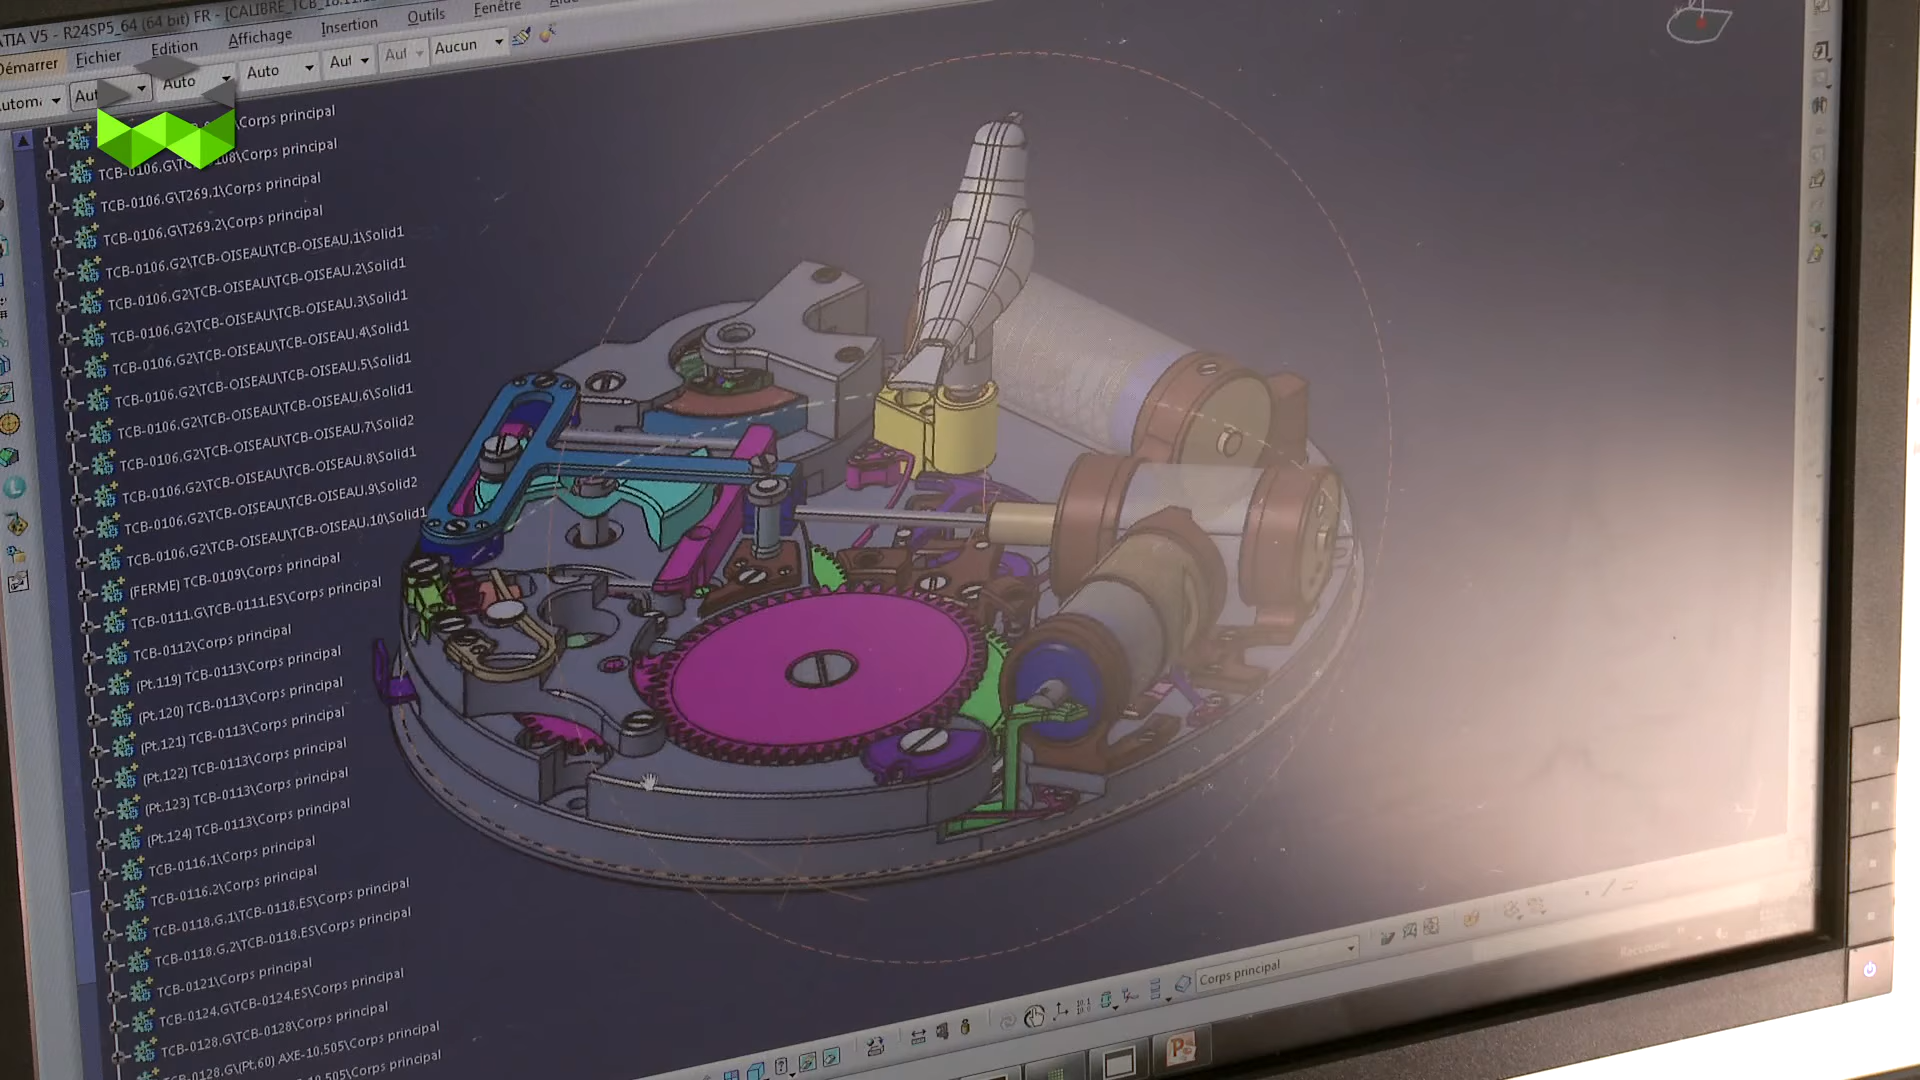 ATIA V5 - R24SP5_64 (64 bit) FR - [CALIBRE_TCB_
Démarrer Fichier Edition Affichage Insertion Outils Fenêtre
Auto Auto Aut Aut Aucun
\Corps principal
TCB-0106.G\TC 108\Corps principal
TCB-0106.G\T269.1\Corps principal
TCB-0106.G\T269.2\Corps principal
TCB-0106.G2\TCB-OISEAU\TCB-OISEAU.1\Solid1
TCB-0106.G2\TCB-OISEAU\TCB-OISEAU.2\Solid1
TCB-0106.G2\TCB-OISEAU\TCB-OISEAU.3\Solid1
TCB-0106.G2\TCB-OISEAU\TCB-OISEAU.4\Solid1
TCB-0106.G2\TCB-OISEAU\TCB-OISEAU.5\Solid1
TCB-0106.G2\TCB-OISEAU\TCB-OISEAU.6\Solid1
TCB-0106.G2\TCB-OISEAU\TCB-OISEAU.7\Solid2
TCB-0106.G2\TCB-OISEAU\TCB-OISEAU.8\Solid1
TCB-0106.G2\TCB-OISEAU\TCB-OISEAU.9\Solid2
TCB-0106.G2\TCB-OISEAU\TCB-OISEAU.10\Solid1
(FERME) TCB-0109\Corps principal
TCB-0111.G\TCB-0111.ES\Corps principal
TCB-0112\Corps principal
(Pt.119) TCB-0113\Corps principal
(Pt.120) TCB-0113\Corps principal
(Pt.121) TCB-0113\Corps principal
(Pt.122) TCB-0113\Corps principal
(Pt.123) TCB-0113\Corps principal
(Pt.124) TCB-0113\Corps principal
TCB-0116.1\Corps principal
TCB-0116.2\Corps principal
TCB-0118.G.1\TCB-0118.ES\Corps principal
TCB-0118.G.2\TCB-0118.ES\Corps principal
TCB-0121\Corps principal
TCB-0124.G\TCB-0124.ES\Corps principal
TCB-0128.G\TCB-0128\Corps principal
TCB-0128.G\(Pt.60) AXE-10.505\Corps principal
10.505\Corps principal
Corps principal